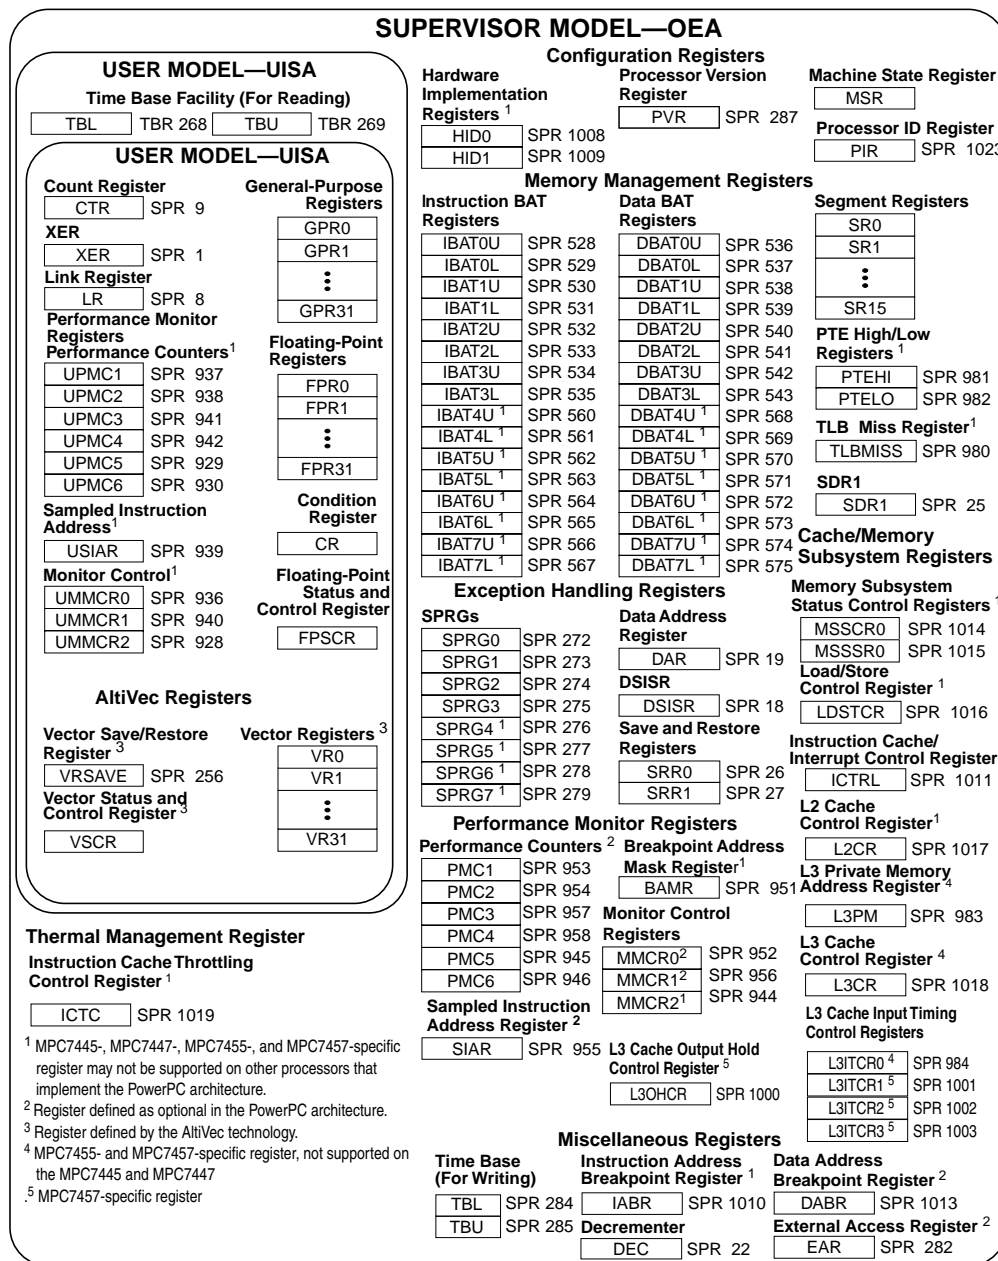 SUPERVISOR MODEL—OEA
USER MODEL—UISA
Time Base Facility (For Reading)
TBL TBR 268 TBU TBR 269
USER MODEL—UISA
Count Register
CTR SPR 9
XER
XER SPR 1
Link Register
LR SPR 8
Performance Monitor
Registers
Performance Counters 1
UPMC1 SPR 937
UPMC2 SPR 938
UPMC3 SPR 941
UPMC4 SPR 942
UPMC5 SPR 929
UPMC6 SPR 930
Sampled Instruction
Address 1
USIAR SPR 939
Monitor Control 1
UMMCR0 SPR 936
UMMCR1 SPR 940
UMMCR2 SPR 928
General-Purpose
Registers
GPR0
GPR1
GPR31
Floating-Point
Registers
FPR0
FPR1
FPR31
Condition
Register
CR
Floating-Point
Status and
Control Register
FPSCR
AltiVec Registers
Vector Save/Restore
Register 3
VRSAVE SPR 256
Vector Status and
Control Register 3
VSCR
Vector Registers 3
VR0
VR1
VR31
Thermal Management Register
Instruction Cache Throttling
Control Register 1
ICTC SPR 1019
1 MPC7445-, MPC7447-, MPC7455-, and MPC7457-specific
register may not be supported on other processors that
implement the PowerPC architecture.
2 Register defined as optional in the PowerPC architecture.
3 Register defined by the AltiVec technology.
4 MPC7455- and MPC7457-specific register, not supported on
the MPC7445 and MPC7447
.5 MPC7457-specific register
Configuration Registers
Hardware
Implementation
Registers 1
HID0 SPR 1008
HID1 SPR 1009
Processor Version
Register
PVR SPR 287
Machine State Register
MSR
Processor ID Register
PIR SPR 1023
Memory Management Registers
Instruction BAT
Registers
IBAT0U SPR 528
IBAT0L SPR 529
IBAT1U SPR 530
IBAT1L SPR 531
IBAT2U SPR 532
IBAT2L SPR 533
IBAT3U SPR 534
IBAT3L SPR 535
IBAT4U 1 SPR 560
IBAT4L 1 SPR 561
IBAT5U 1 SPR 562
IBAT5L 1 SPR 563
IBAT6U 1 SPR 564
IBAT6L 1 SPR 565
IBAT7U 1 SPR 566
IBAT7L 1 SPR 567
Data BAT
Registers
DBAT0U SPR 536
DBAT0L SPR 537
DBAT1U SPR 538
DBAT1L SPR 539
DBAT2U SPR 540
DBAT2L SPR 541
DBAT3U SPR 542
DBAT3L SPR 543
DBAT4U 1 SPR 568
DBAT4L 1 SPR 569
DBAT5U 1 SPR 570
DBAT5L 1 SPR 571
DBAT6U 1 SPR 572
DBAT6L 1 SPR 573
DBAT7U 1 SPR 574
DBAT7L 1 SPR 575
Segment Registers
SR0
SR1
SR15
PTE High/Low
Registers 1
PTEHI SPR 981
PTELO SPR 982
TLB Miss Register 1
TLBMISS SPR 980
SDR1
SDR1 SPR 25
Exception Handling Registers
SPRGs
SPRG0 SPR 272
SPRG1 SPR 273
SPRG2 SPR 274
SPRG3 SPR 275
SPRG4 1 SPR 276
SPRG5 1 SPR 277
SPRG6 1 SPR 278
SPRG7 1 SPR 279
Data Address
Register
DAR SPR 19
DSISR
DSISR SPR 18
Save and Restore
Registers
SRR0 SPR 26
SRR1 SPR 27
Cache/Memory
Subsystem Registers
Memory Subsystem
Status Control Registers 1
MSSCR0 SPR 1014
MSSSR0 SPR 1015
Load/Store
Control Register 1
LDSTCR SPR 1016
Instruction Cache/
Interrupt Control Register
ICTRL SPR 1011
L2 Cache
Control Register 1
L2CR SPR 1017
L3 Private Memory
Address Register 4
L3PM SPR 983
L3 Cache
Control Register 4
L3CR SPR 1018
L3 Cache Input Timing
Control Registers
L3ITCR0 4 SPR 984
L3ITCR1 5 SPR 1001
L3ITCR2 5 SPR 1002
L3ITCR3 5 SPR 1003
Performance Monitor Registers
Performance Counters 2
PMC1 SPR 953
PMC2 SPR 954
PMC3 SPR 957
PMC4 SPR 958
PMC5 SPR 945
PMC6 SPR 946
Sampled Instruction
Address Register 2
SIAR SPR 955
Breakpoint Address
Mask Register 1
BAMR SPR 951
Monitor Control
Registers
MMCR0 2 SPR 952
MMCR1 2 SPR 956
MMCR2 1 SPR 944
L3 Cache Output Hold
Control Register 5
L3OHCR SPR 1000
Miscellaneous Registers
Time Base
(For Writing)
TBL SPR 284
TBU SPR 285
Instruction Address
Breakpoint Register 1
IABR SPR 1010
Decrementer
DEC SPR 22
Data Address
Breakpoint Register 2
DABR SPR 1013
External Access Register 2
EAR SPR 282